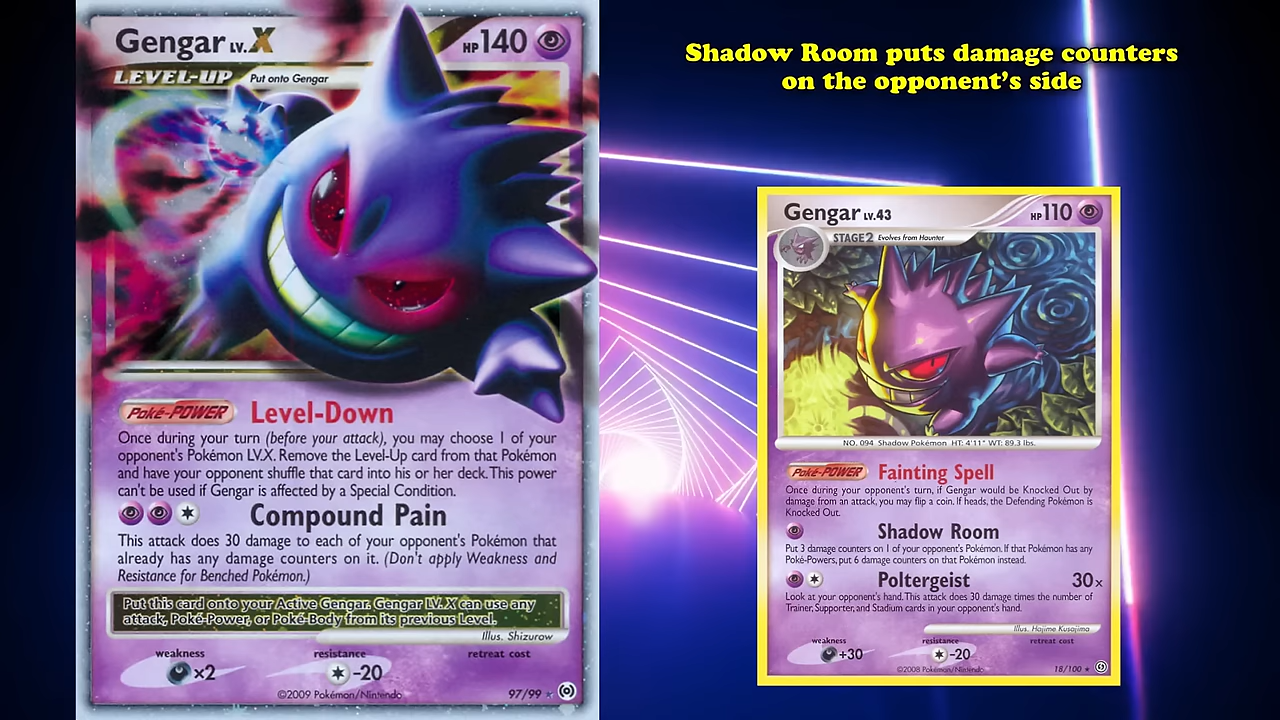 Gengar LV.X HP 140
LEVEL-UP Put onto Gengar
Poké-POWER Level-Down
Once during your turn (before your attack), you may choose 1 of your
opponent's Pokémon LV.X. Remove the Level-Up card from that Pokémon
and have your opponent shuffle that card into his or her deck. This power
can't be used if Gengar is affected by a Special Condition.
Compound Pain
This attack does 30 damage to each of your opponent's Pokémon that
already has any damage counters on it. (Don't apply Weakness and
Resistance for Benched Pokémon.)
Put this card onto your Active Gengar. Gengar LV.X can use any
attack, Poké-Power, or Poké-Body from its previous Level.
Illus. Shizurow
weakness resistance retreat cost
×2 -20
©2009 Pokémon/Nintendo 97/99
Shadow Room puts damage counters
on the opponent's side
Gengar LV.43 HP 110
STAGE2 Evolves from Haunter
NO. 094 Shadow Pokémon HT: 4'11" WT: 89.3 lbs.
Poké-POWER Fainting Spell
Once during your opponent's turn, if Gengar would be Knocked Out by
damage from an attack, you may flip a coin. If heads, the Defending Pokémon is
Knocked Out.
Shadow Room
Put 3 damage counters on 1 of your opponent's Pokémon. If that Pokémon has any
Poké-Powers, put 6 damage counters on that Pokémon instead.
Poltergeist 30×
Look at your opponent's hand. This attack does 30 damage times the number of
Trainer, Supporter, and Stadium cards in your opponent's hand.
Illus. Hajime Kusajima
weakness resistance retreat cost
+30 -20
©2008 Pokémon/Nintendo 18/100